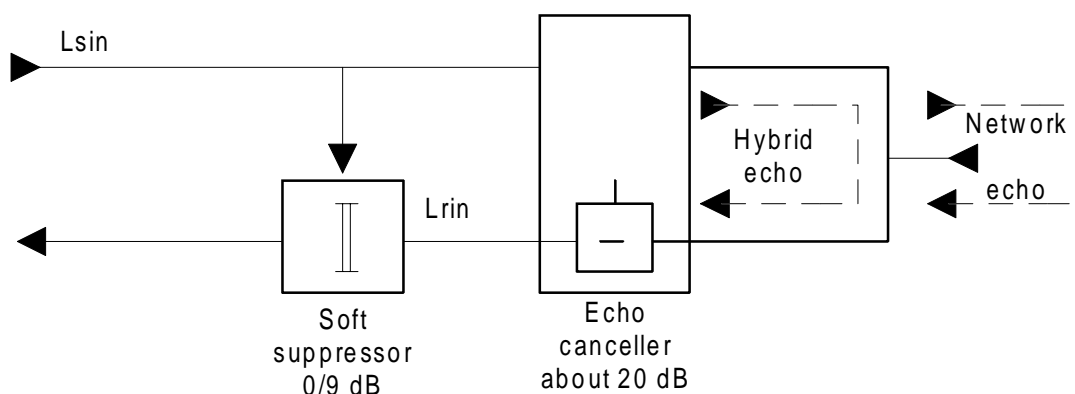 Lsin
Network
Hybrid
echo
echo
Lrin
−
Soft
suppressor
0/9 dB
Echo
canceller
about 20 dB